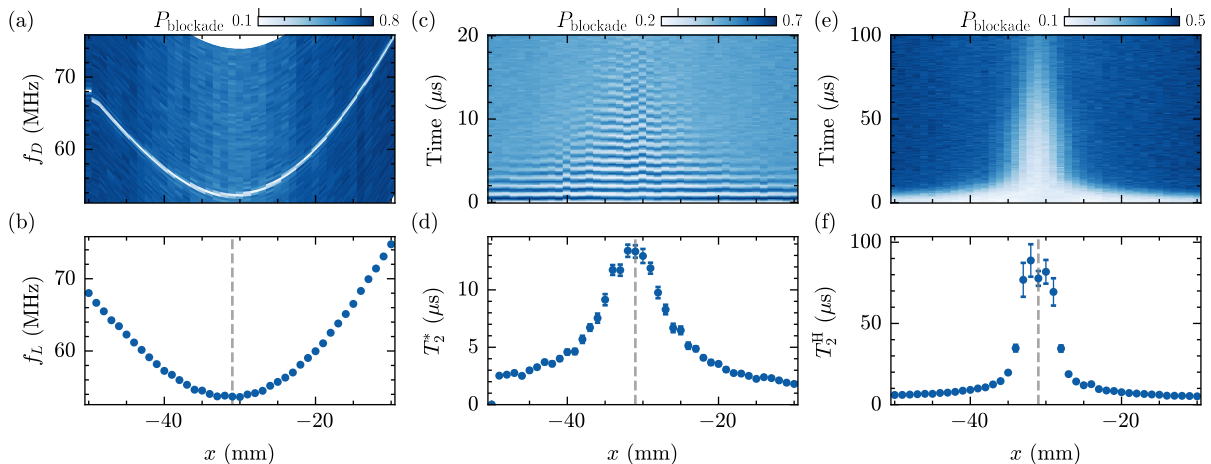 (a) P_blockade 0.1 0.8 (c) P_blockade 0.2 0.7 (e) P_blockade 0.1 0.5
f_D (MHz) 70 60
Time (μs) 20 10 0
Time (μs) 100 50 0
(b) (d) (f)
f_L (MHz) 70 60
T_2^* (μs) 10 5 0
T_2^H (μs) 100 50 0
−40 −20 −40 −20 −40 −20
x (mm) x (mm) x (mm)